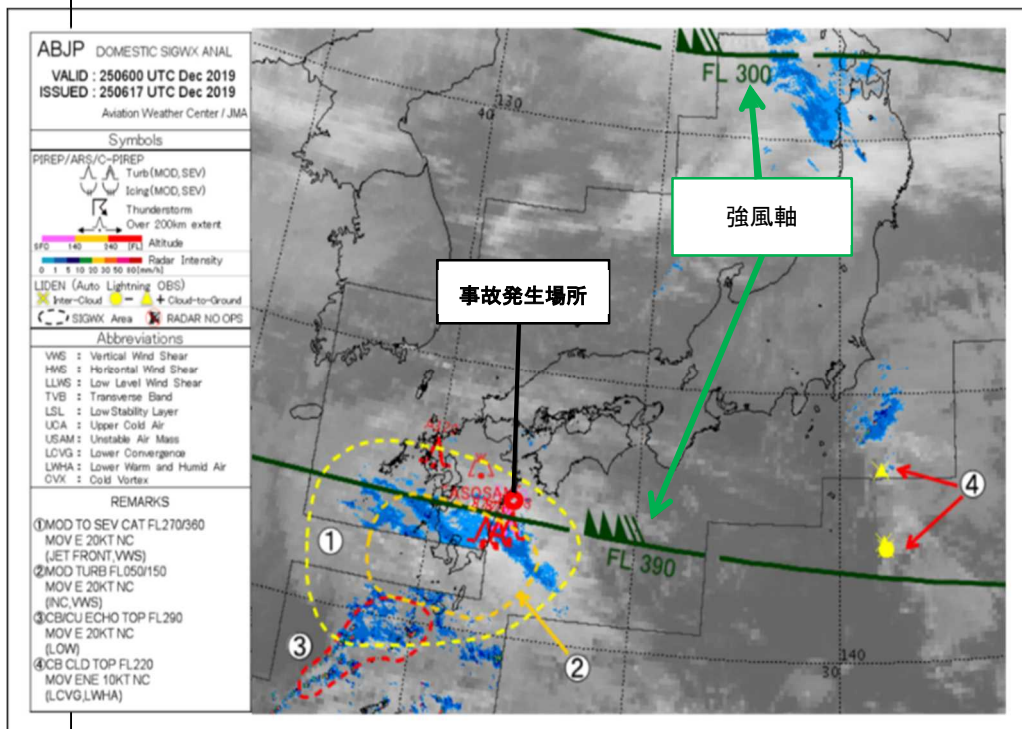 ABJP DOMESTIC SIGWX ANAL
VALID : 250600 UTC Dec 2019
ISSUED : 250617 UTC Dec 2019
Aviation Weather Center / JMA
Symbols
PIREP/ARS/C-PIREP
Turb(MOD,SEV)
Icing(MOD,SEV)
Thunderstorm
Over 200km extent
SFC 140 240 [FL] Altitude
Radar Intensity
0 1 5 10 20 30 50 80[mm/h]
LIDEN (Auto Lightning OBS)
Inter-Cloud − + Cloud-to-Ground
SIGWX Area RADAR NO OPS
Abbreviations
VWS : Vertical Wind Shear
HWS : Horizontal Wind Shear
LLWS : Low Level Wind Shear
TVB : Transverse Band
LSL : Low Stability Layer
UCA : Upper Cold Air
USAM : Unstable Air Mass
LCVG : Lower Convergence
LWHA : Lower Warm and Humid Air
CVX : Cold Vortex
REMARKS
①MOD TO SEV CAT FL270/360
MOV E 20KT NC
(JET FRONT,VWS)
②MOD TURB FL050/150
MOV E 20KT NC
(INC,VWS)
③CB/CU ECHO TOP FL290
MOV E 20KT NC
(LOW)
④CB CLD TOP FL220
MOV ENE 10KT NC
(LCVG,LWHA)
FL 300
130
40
強風軸
事故発生場所
④
①
FL 390
③
②
140
30